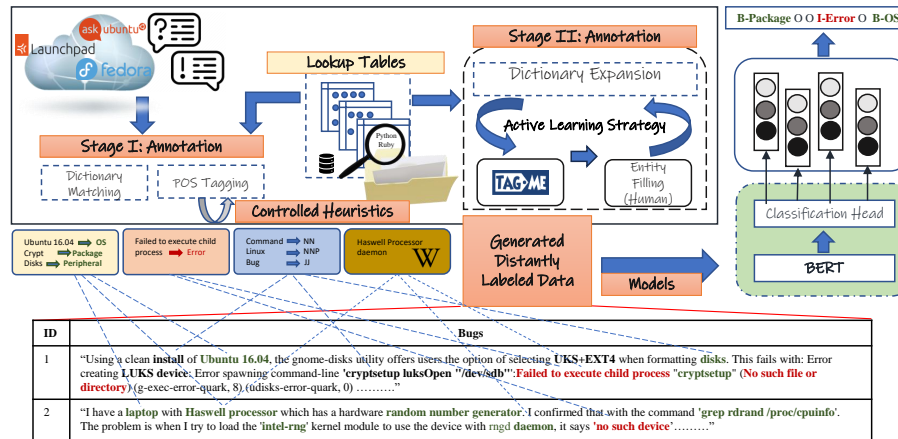 ask ubuntu
Launchpad
fedora
Stage I: Annotation
Dictionary
Matching
POS Tagging
Lookup Tables
Python
Ruby
Controlled Heuristics
Stage II: Annotation
Dictionary Expansion
Active Learning Strategy
TAGME
Entity
Filling
(Human)
B-Package O O I-Error O B-OS
Classification Head
BERT
Ubuntu 16.04 OS
Crypt Package
Disks Peripheral
Failed to execute child
process Error
Command NN
Linux NNP
Bug JJ
Haswell Processor
daemon
W
Generated
Distantly
Labeled Data
Models
ID Bugs
1 “Using a clean install of Ubuntu 16.04, the gnome-disks utility offers users the option of selecting UKS+EXT4 when formatting disks. This fails with: Error
creating LUKS device: Error spawning command-line 'cryptsetup luksOpen "/dev/sdb"':Failed to execute child process "cryptsetup" (No such file or
directory) (g-exec-error-quark, 8) (udisks-error-quark, 0) ……….”
2 “I have a laptop with Haswell processor which has a hardware random number generator. I confirmed that with the command 'grep rdrand /proc/cpuinfo'.
The problem is when I try to load the 'intel-rng' kernel module to use the device with rngd daemon, it says 'no such device'………”